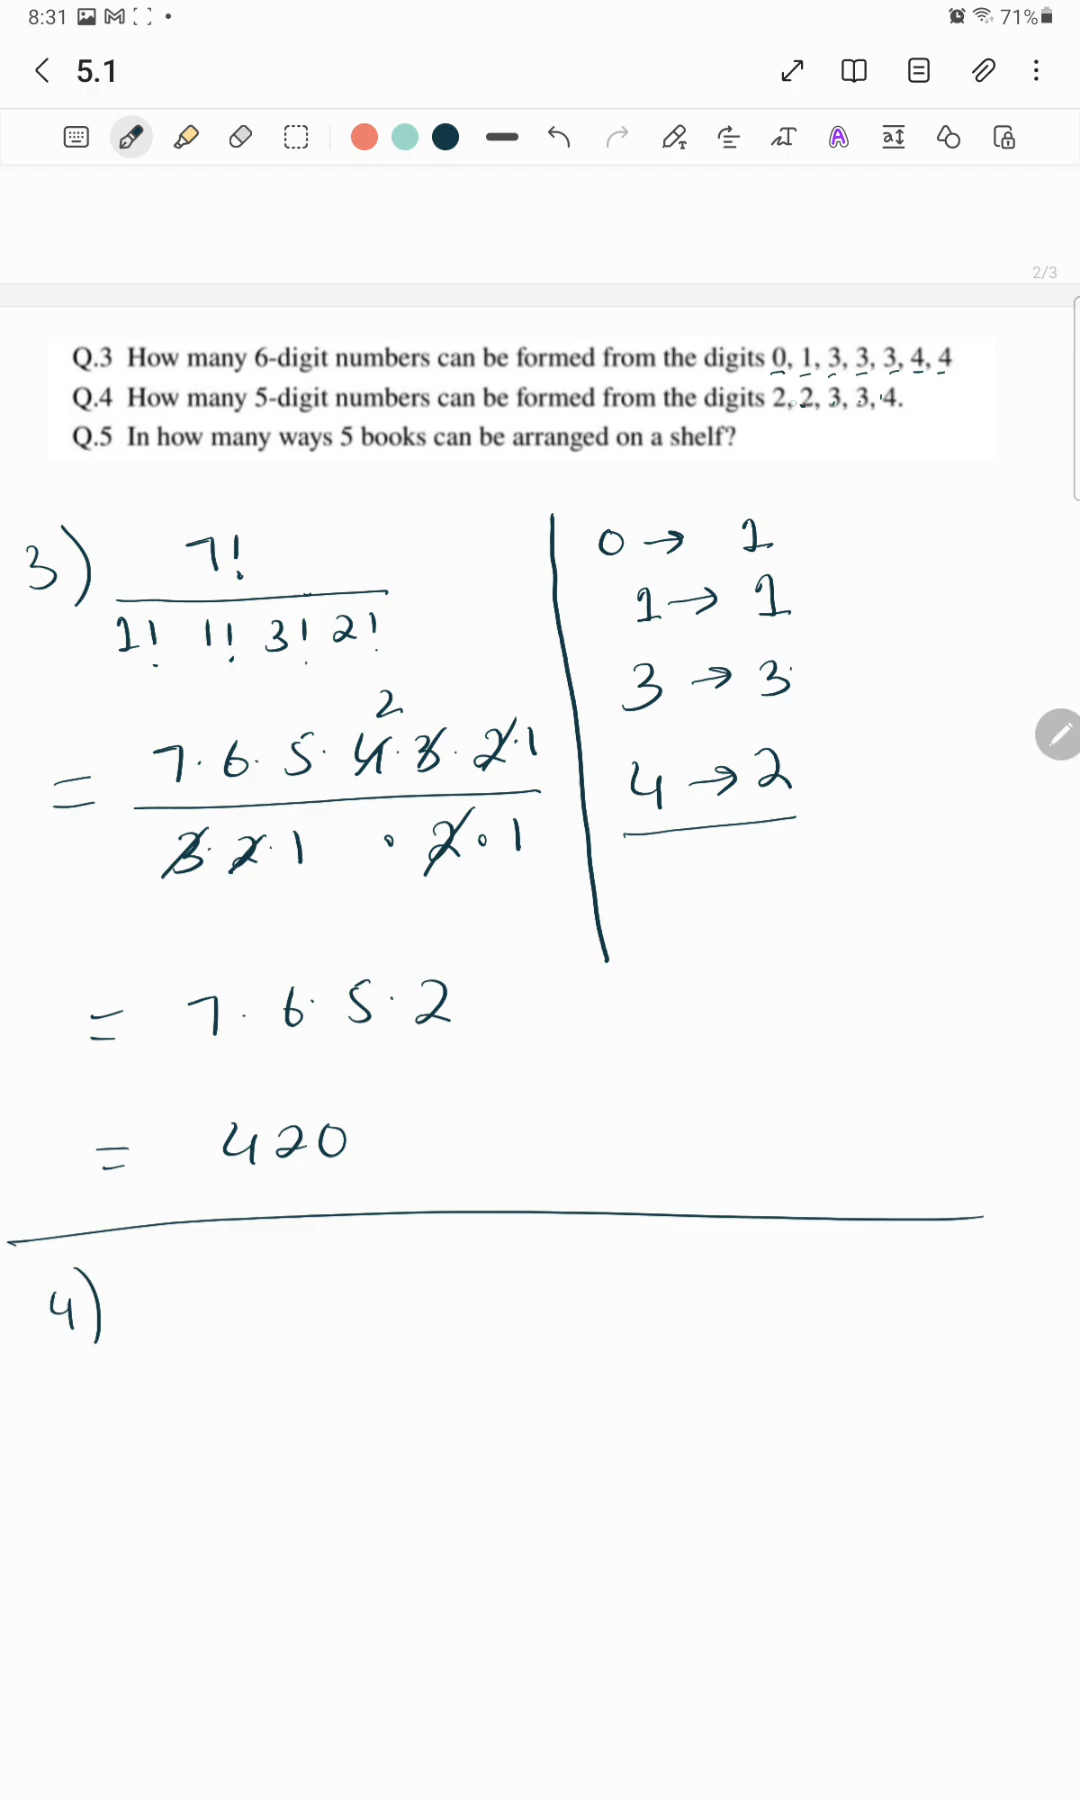 8:31 71%
5.1
2/3
Q.3 How many 6-digit numbers can be formed from the digits 0, 1, 3, 3, 3, 4, 4
Q.4 How many 5-digit numbers can be formed from the digits 2, 2, 3, 3, 4.
Q.5 In how many ways 5 books can be arranged on a shelf?
3) 7!
1! 1! 3! 2!
= 7. 6. 5. 4. 3. 2. 1
2
3. 2. 1 . 2. 1
= 7. 6. 5. 2
= 420
0 → 1
1 → 1
3 → 3
4 → 2
4)